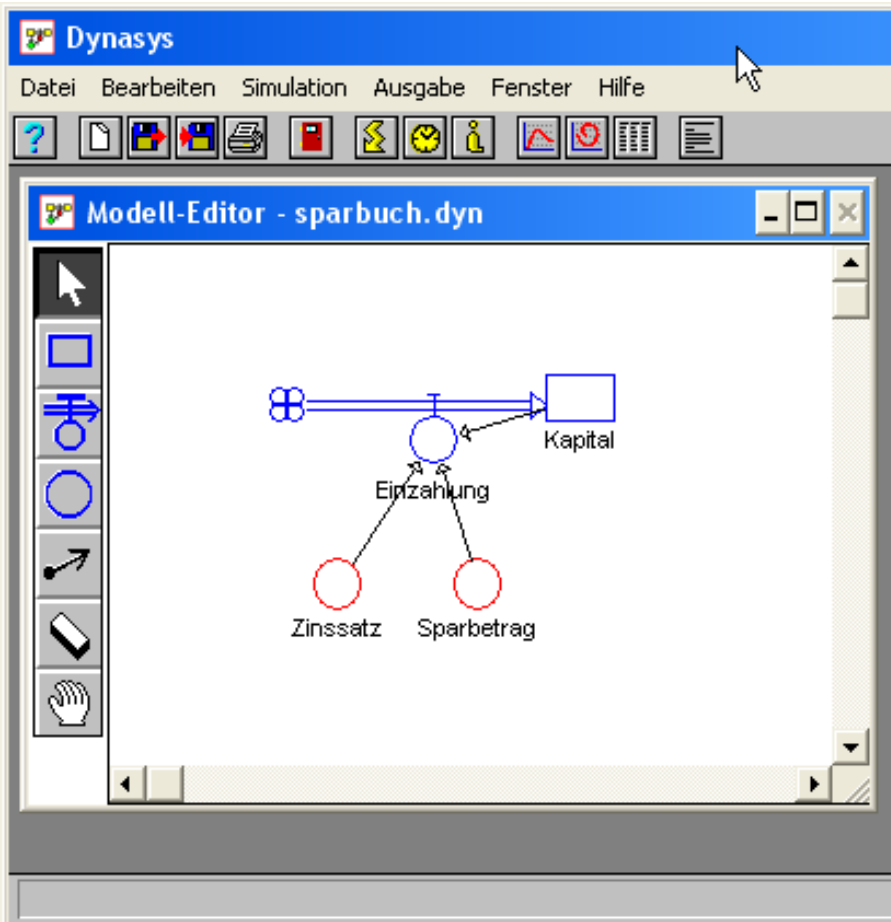 Dynasys
Datei Bearbeiten Simulation Ausgabe Fenster Hilfe
?
Modell-Editor - sparbuch.dyn
Kapital
Einzahlung
Zinssatz Sparbetrag